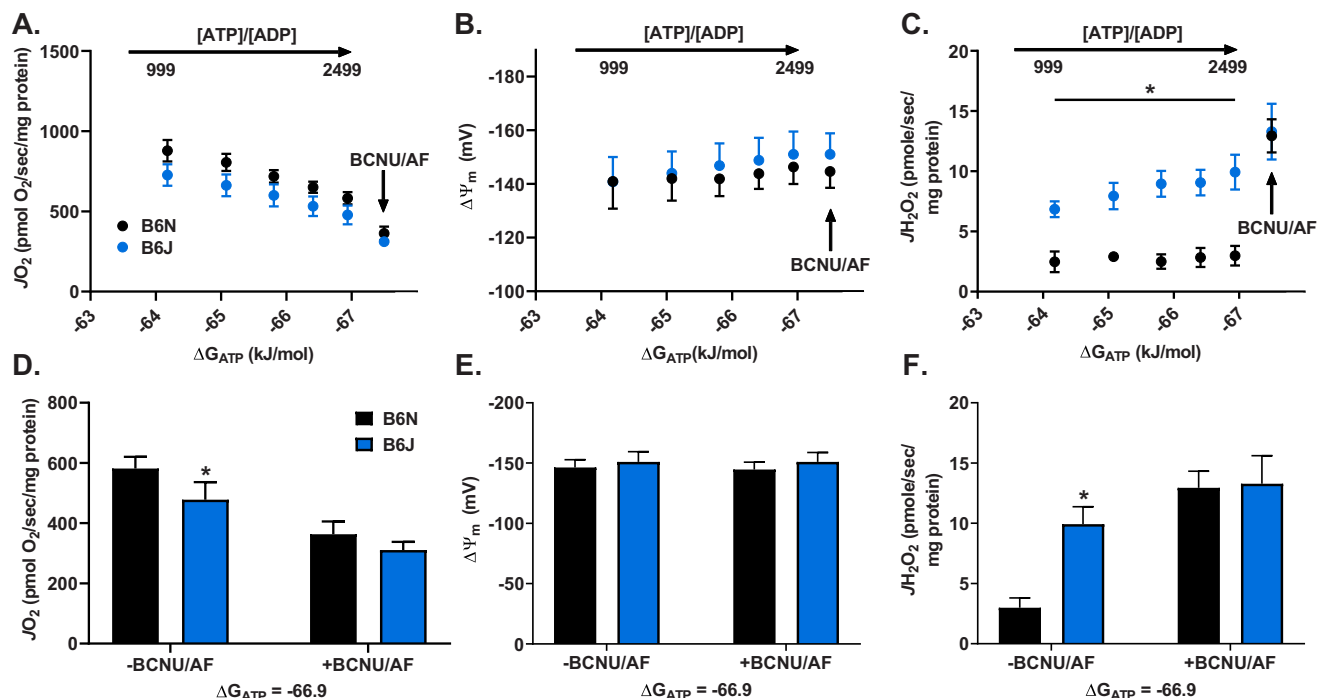 A.
[ATP]/[ADP]
999 2499
1500
1000
500
0
JO₂ (pmol O₂/sec/mg protein)
BCNU/AF
B6N
B6J
-63 -64 -65 -66 -67
ΔG_ATP (kJ/mol)
B.
[ATP]/[ADP]
999 2499
-180
-160
-140
-120
-100
ΔΨₘ (mV)
BCNU/AF
-63 -64 -65 -66 -67
ΔG_ATP(kJ/mol)
C.
[ATP]/[ADP]
999 2499
*
20
15
10
5
0
JH₂O₂ (pmole/sec/
mg protein)
BCNU/AF
-63 -64 -65 -66 -67
ΔG_ATP (kJ/mol)
D.
800
600
400
200
0
JO₂ (pmol O₂/sec/mg protein)
B6N
B6J
*
-BCNU/AF +BCNU/AF
ΔG_ATP = -66.9
E.
-200
-150
-100
-50
0
ΔΨₘ (mV)
-BCNU/AF +BCNU/AF
ΔG_ATP = -66.9
F.
20
15
10
5
0
JH₂O₂ (pmole/sec/
mg protein)
*
-BCNU/AF +BCNU/AF
ΔG_ATP = -66.9